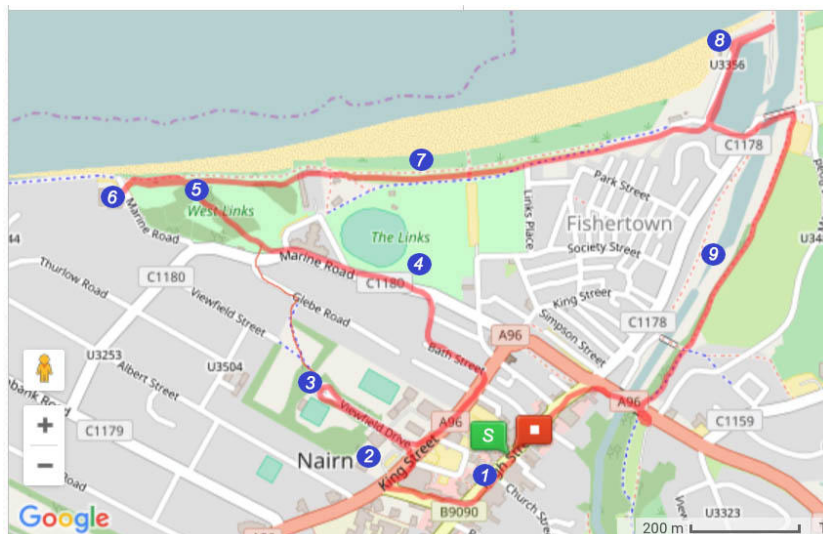 8
U3356
C1178
7
5
6
West Links
Park Street
Links Place
Fishertown
Marine Road
The Links
4
Society Street
9
44
Thurlow Road
C1180
Marine Road
C1180
King Street
Glebe Road
Viewfield Street
Simpson Street
C1178
A96
U3253
U3504
Bath Street
Albert Street
3
Viewfield Drive
A96
A96
C1159
C1179
S
Nairn
2
King Street
1
Church Street
B9090
U3323
Google
200 m